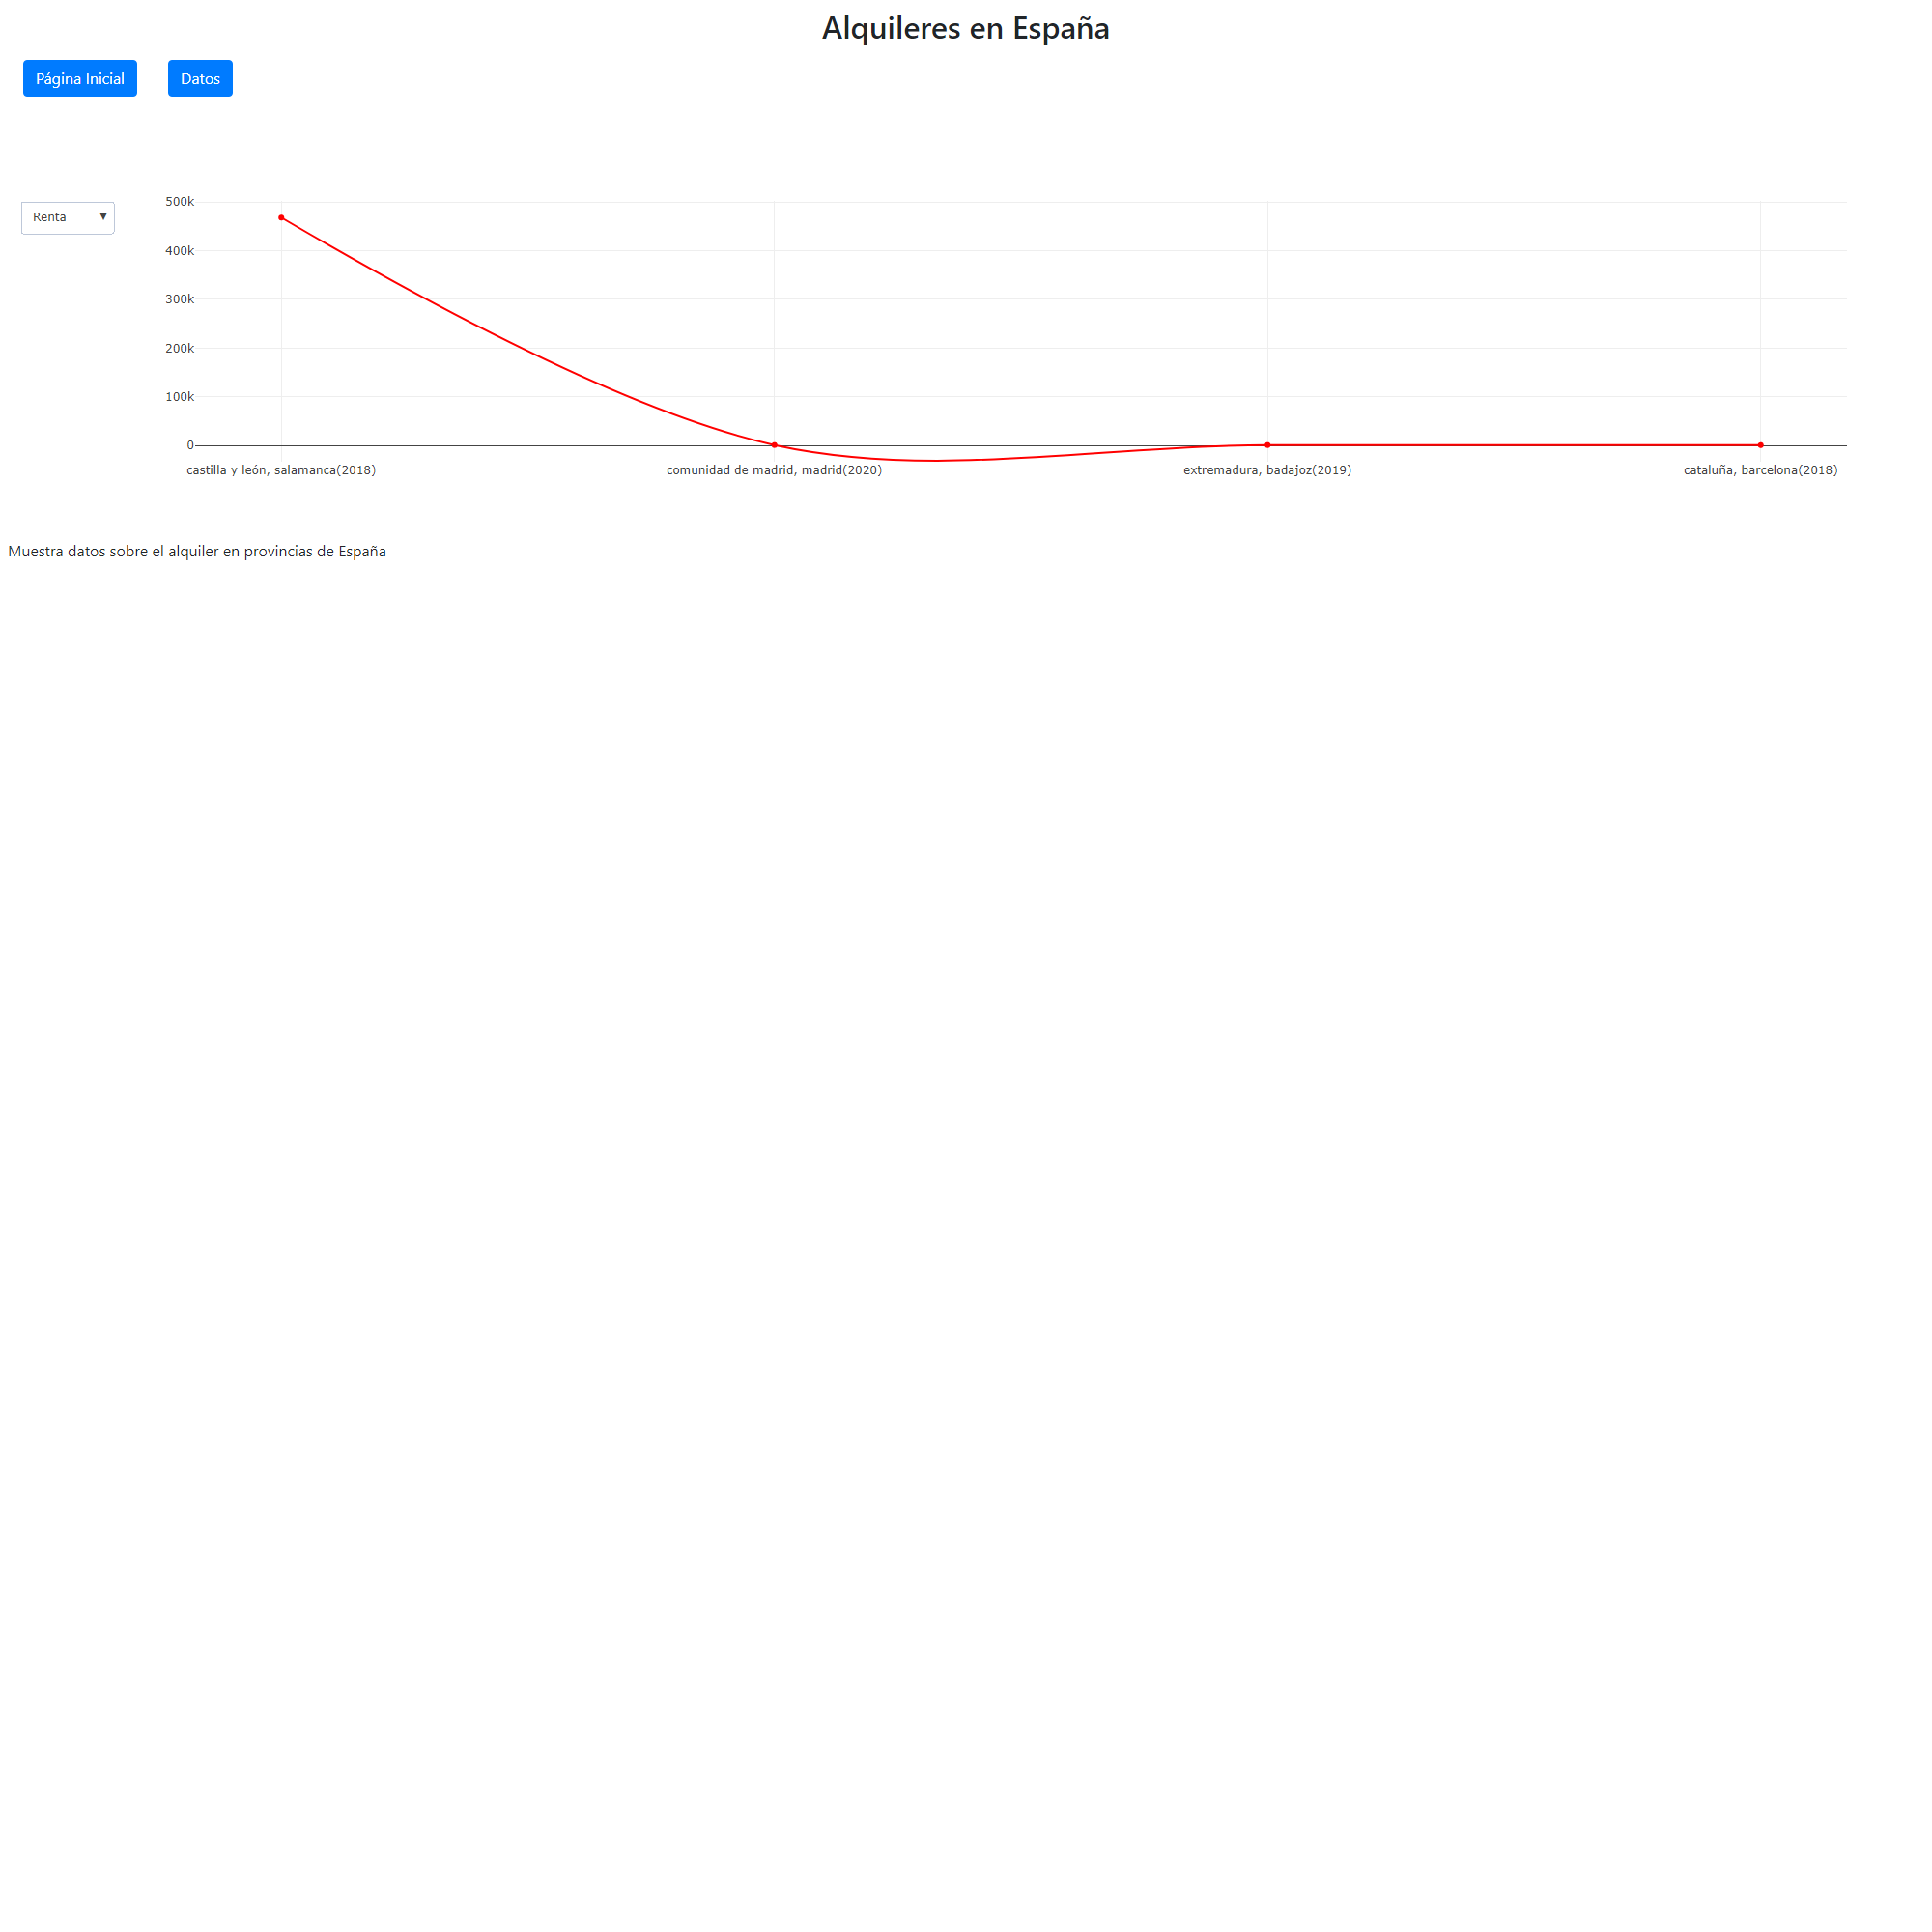 Alquileres en España
Página Inicial
Datos
Renta ▼
500k
400k
300k
200k
100k
0
castilla y león, salamanca(2018)
comunidad de madrid, madrid(2020)
extremadura, badajoz(2019)
cataluña, barcelona(2018)
Muestra datos sobre el alquiler en provincias de España